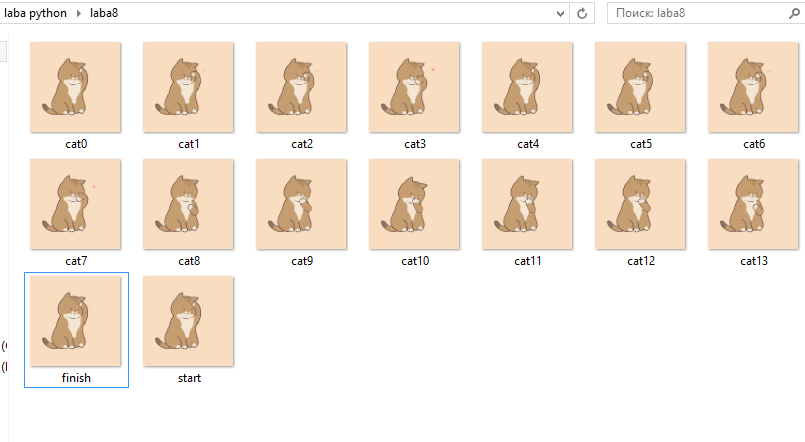 laba python laba8
Поиск: laba8
cat0 cat1 cat2 cat3 cat4 cat5 cat6
cat7 cat8 cat9 cat10 cat11 cat12 cat13
finish start